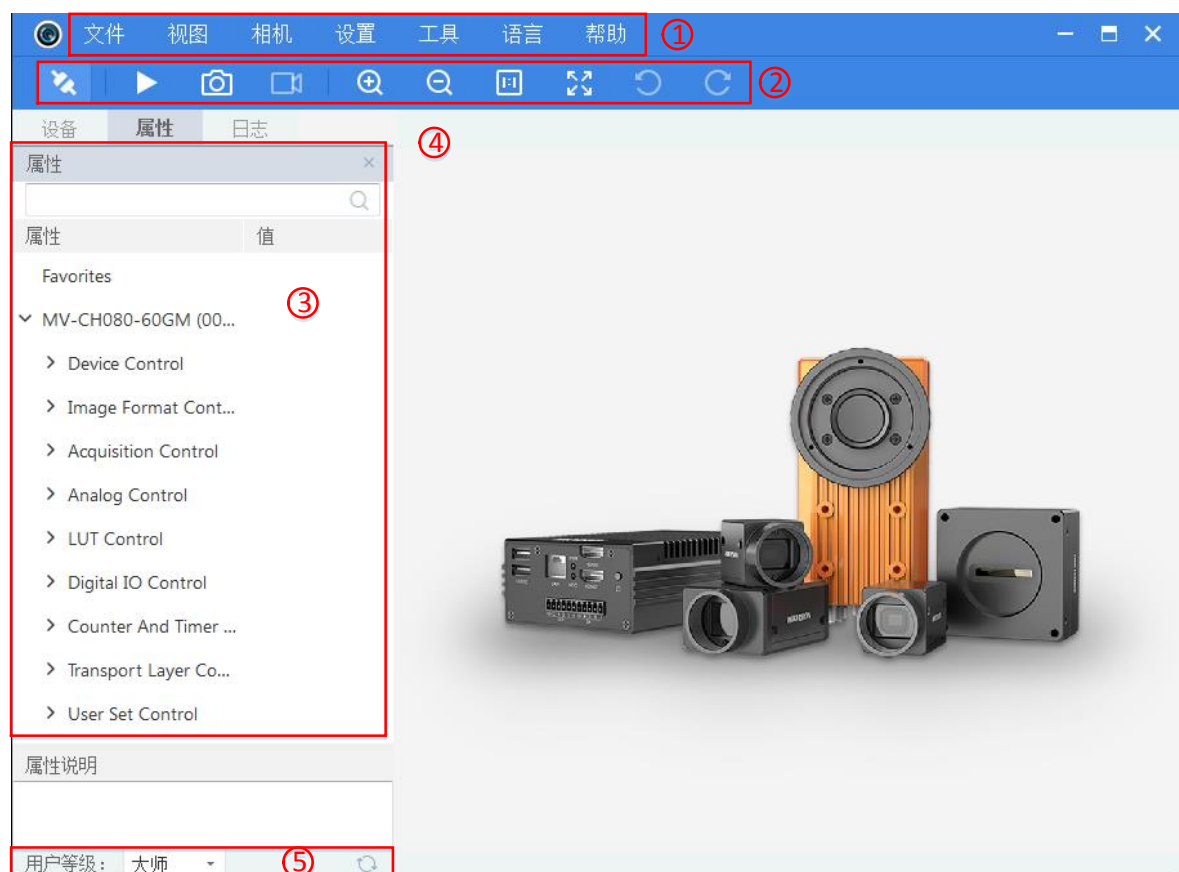 文件 视图 相机 设置 工具 语言 帮助 ①
1:1 ②
设备 属性 日志
④
属性
属性 值
Favorites
③
MV-CH080-60GM (00...
Device Control
Image Format Cont...
Acquisition Control
Analog Control
LUT Control
Digital IO Control
Counter And Timer ...
Transport Layer Co...
User Set Control
属性说明
用户等级： 大师 ⑤